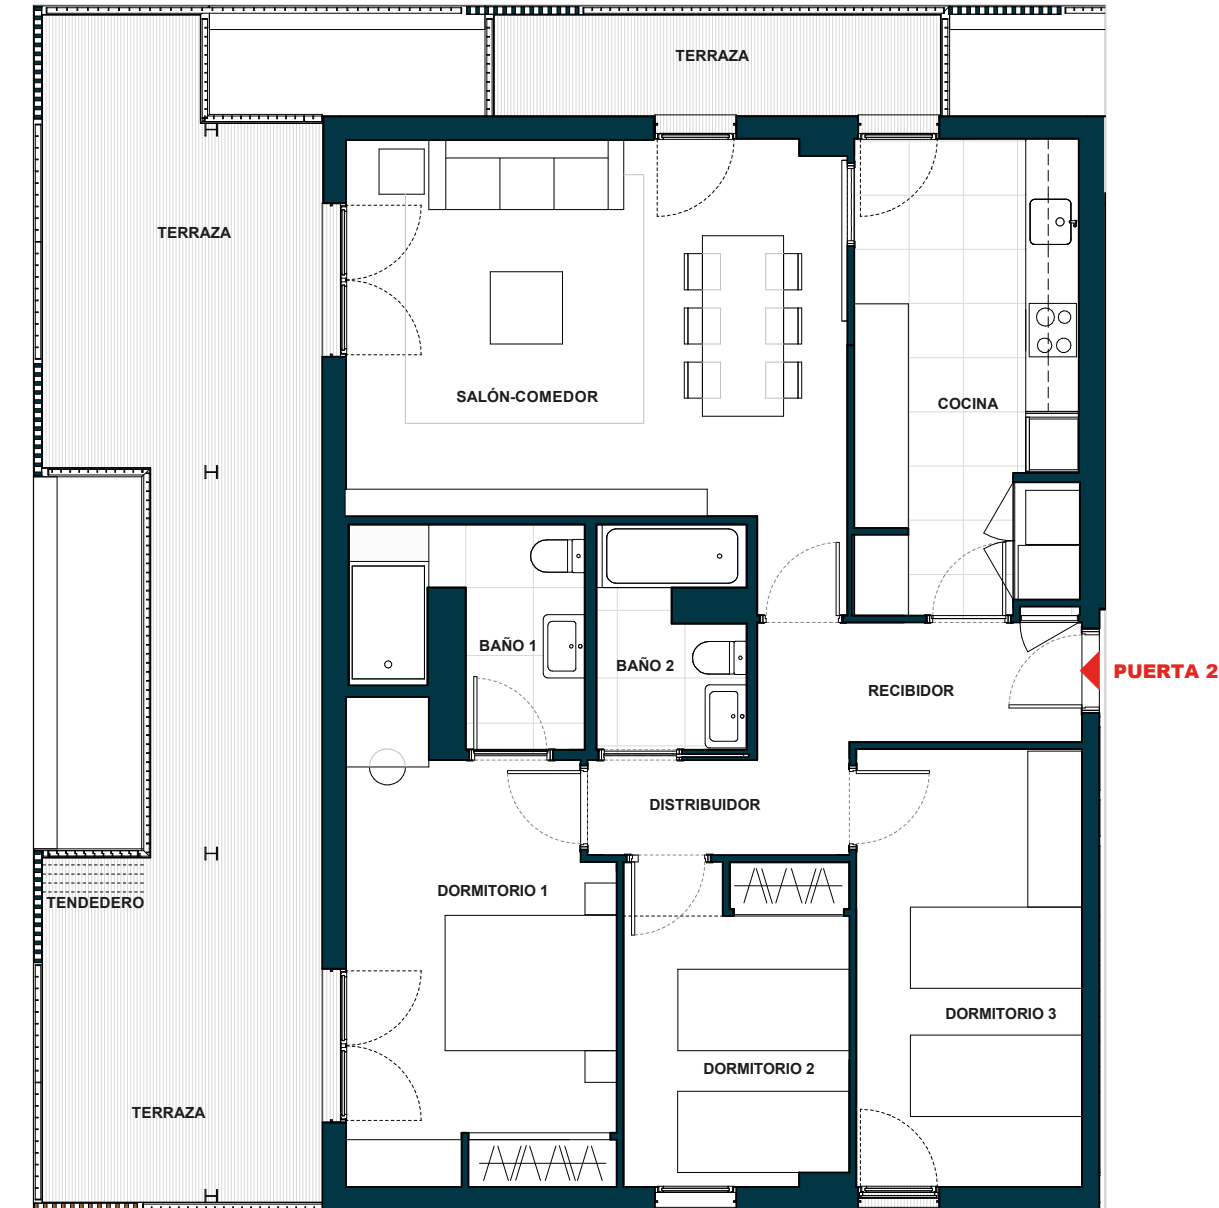 TERRAZA
TERRAZA
SALÓN-COMEDOR
COCINA
BAÑO 1
BAÑO 2
PUERTA 2
RECIBIDOR
DISTRIBUIDOR
DORMITORIO 1
TENDEDERO
DORMITORIO 3
DORMITORIO 2
TERRAZA